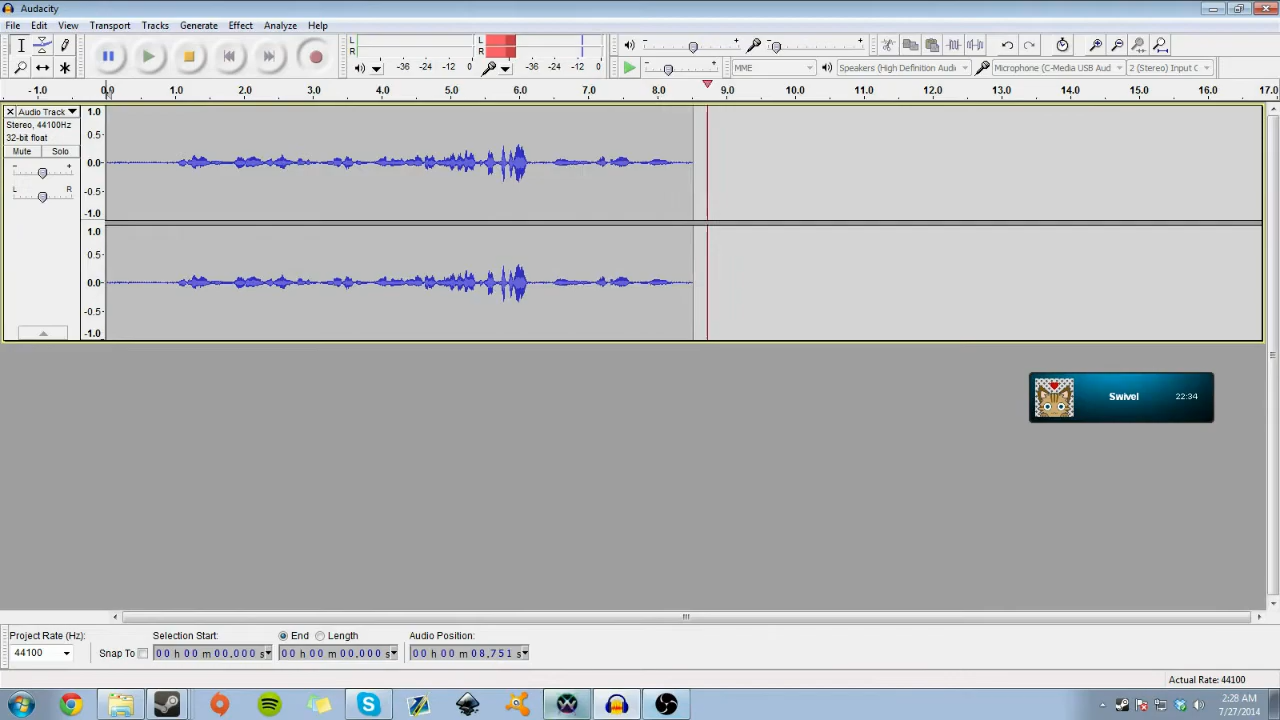 Audacity
File Edit View Transport Tracks Generate Effect Analyze Help
L L
R R
-36 -24 -12 0 -36 -24 -12 0 MME Speakers (High Definition Audi Microphone (C-Media USB Aud 2 (Stereo) Input C
- 1.0 0.0 1.0 2.0 3.0 4.0 5.0 6.0 7.0 8.0 9.0 10.0 11.0 12.0 13.0 14.0 15.0 16.0 17.0
Audio Track 1.0
Stereo, 44100Hz
32-bit float 0.5
Mute Solo
- + 0.0
L R -0.5
-1.0
1.0
0.5
0.0
-0.5
-1.0
Swivel 22:34
Project Rate (Hz): Selection Start: End Length Audio Position:
44100 Snap To 00 h 00 m 00.000 s 00 h 00 m 00.000 s 00 h 00 m 08.751 s
Actual Rate: 44100
2:28 AM
7/27/2014